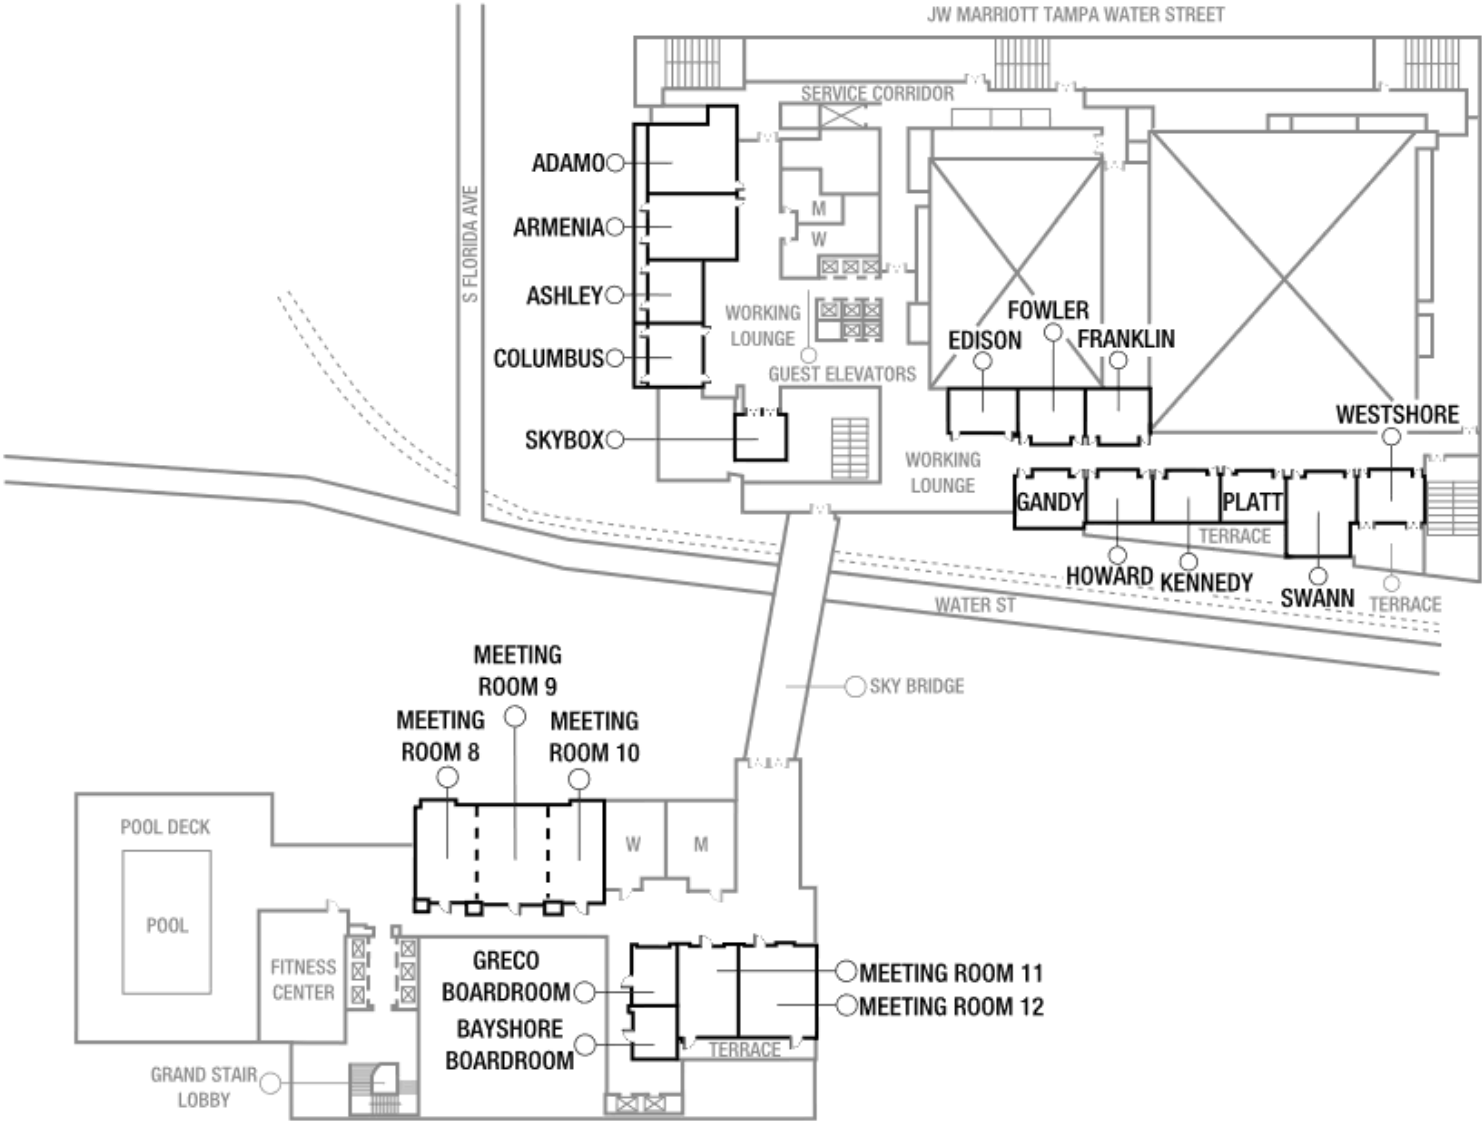 JW MARRIOTT TAMPA WATER STREET
SERVICE CORRIDOR
ADAMO
ARMENIA
ASHLEY
COLUMBUS
SKYBOX
S FLORIDA AVE
M
W
WORKING
LOUNGE
GUEST ELEVATORS
EDISON
FOWLER
FRANKLIN
WESTSHORE
WORKING
LOUNGE
GANDY
PLATT
TERRACE
HOWARD
KENNEDY
SWANN
TERRACE
WATER ST
SKY BRIDGE
MEETING
ROOM 9
MEETING
ROOM 8
MEETING
ROOM 10
W
M
POOL DECK
POOL
FITNESS
CENTER
GRECO
BOARDROOM
BAYSHORE
BOARDROOM
MEETING ROOM 11
MEETING ROOM 12
TERRACE
GRAND STAIR
LOBBY